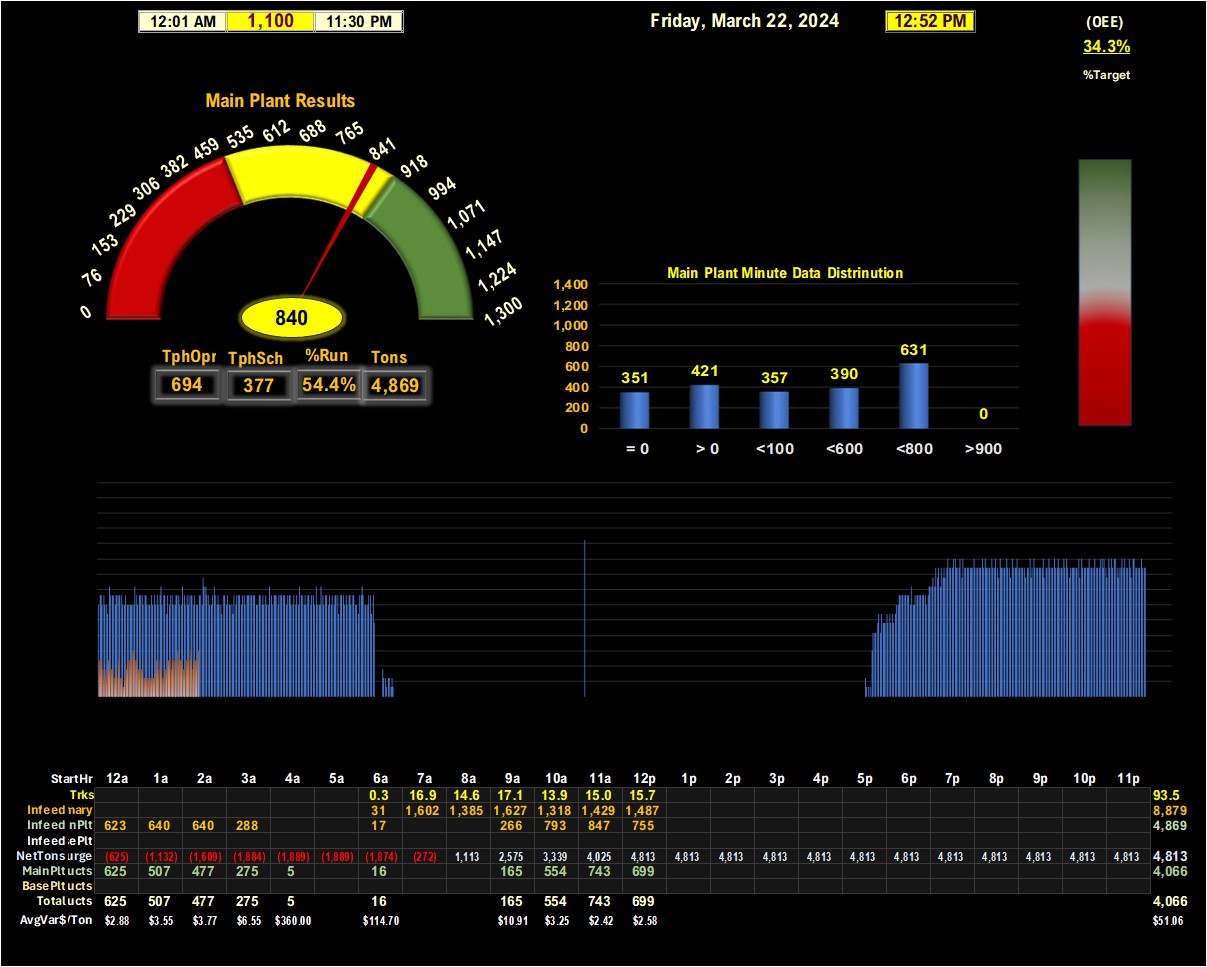 12:01 AM 1,100 11:30 PM Friday, March 22, 2024 12:52 PM (OEE)
34.3%
%Target
Main Plant Results
0 76 153 229 306 382 459 535 612 688 765 841 918 994 1,071 1,147 1,224 1,300
840
TphOpr TphSch %Run Tons
694 377 54.4% 4,869
Main Plant Minute Data Distrinution
1,400
1,200
1,000
800
600
400
200
0
351 421 357 390 631 0
= 0 > 0 <100 <600 <800 >900
StartHr 12a 1a 2a 3a 4a 5a 6a 7a 8a 9a 10a 11a 12p 1p 2p 3p 4p 5p 6p 7p 8p 9p 10p 11p
Trks 0.3 16.9 14.6 17.1 13.9 15.0 15.7 93.5
Infeed nary 31 1,602 1,385 1,627 1,318 1,429 1,487 8,879
Infeed nPlt 623 640 640 288 17 266 793 847 755 4,869
Infeed ePlt
NetTons urge (625) (1,132) (1,609) (1,884) (1,889) (1,889) (1,874) (272) 1,113 2,575 3,339 4,025 4,813 4,813 4,813 4,813 4,813 4,813 4,813 4,813 4,813 4,813 4,813 4,813 4,813
MainPlt ucts 625 507 477 275 5 16 165 554 743 699 4,066
BasePlt ucts
Total ucts 625 507 477 275 5 16 165 554 743 699 4,066
AvgVar$/Ton $2.88 $3.55 $3.77 $6.55 $360.00 $114.70 $10.91 $3.25 $2.42 $2.58 $51.06